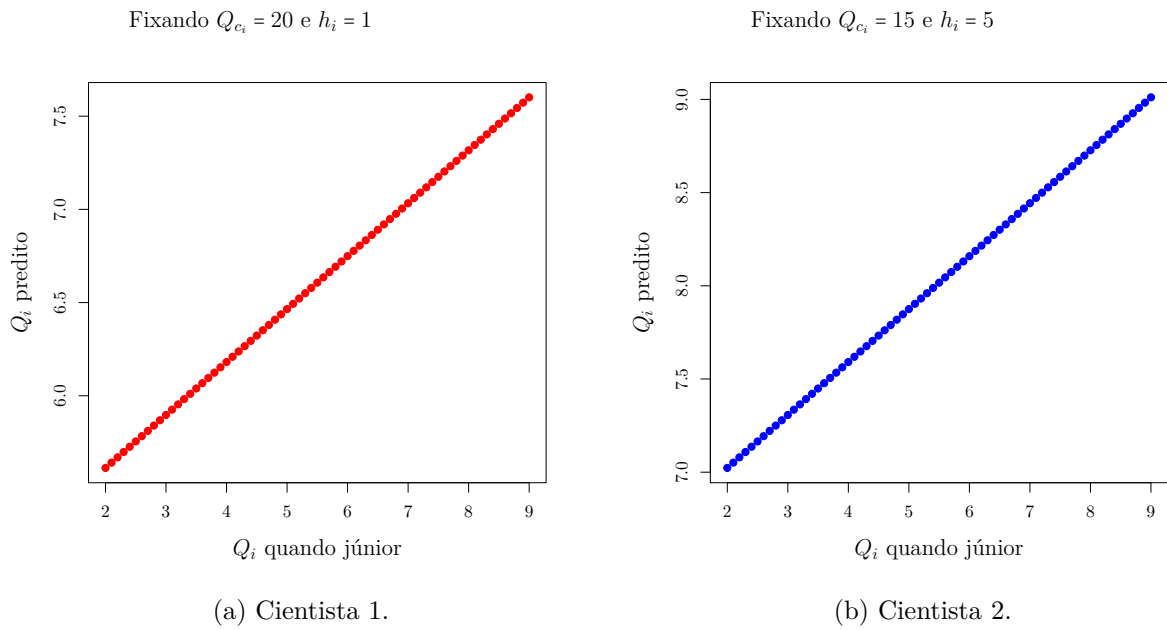 Fixando $Q_{c_i}$ = 20 e $h_i$ = 1
$Q_i$ predito
7.5
7.0
6.5
6.0
2 3 4 5 6 7 8 9
$Q_i$ quando júnior
(a) Cientista 1.
Fixando $Q_{c_i}$ = 15 e $h_i$ = 5
$Q_i$ predito
9.0
8.5
8.0
7.5
7.0
2 3 4 5 6 7 8 9
$Q_i$ quando júnior
(b) Cientista 2.